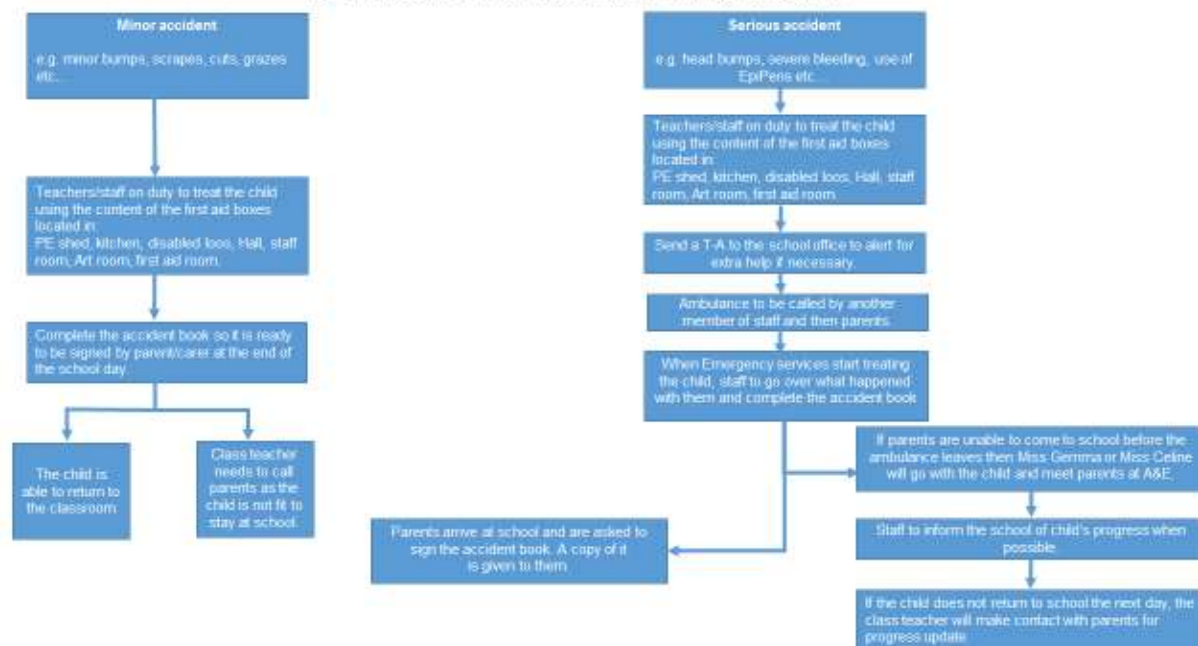 Minor accident
e.g. minor bumps, scrapes, cuts, grazes
etc...
Teachers/staff on duty to treat the child
using the content of the first aid boxes
located in:
PE shed, kitchen, disabled loos, Hall, staff
room, Art room, first aid room.
Complete the accident book so it is ready
to be signed by parent/carer at the end of
the school day.
The child is
able to return to
the classroom
Class teacher
needs to call
parents as the
child is not fit to
stay at school.
Serious accident
e.g. head bumps, severe bleeding, use of
EpiPens etc...
Teachers/staff on duty to treat the child
using the content of the first aid boxes
located in:
PE shed, kitchen, disabled loos, Hall, staff
room, Art room, first aid room.
Send a T-A to the school office to alert for
extra help if necessary.
Ambulance to be called by another
member of staff and then parents.
When Emergency services start treating
the child, staff to go over what happened
with them and complete the accident book
Parents arrive at school and are asked to
sign the accident book. A copy of it
is given to them.
If parents are unable to come to school before the
ambulance leaves then Miss Gemma or Miss Celine
will go with the child and meet parents at A&E.
Staff to inform the school of child's progress when
possible.
If the child does not return to school the next day, the
class teacher will make contact with parents for
progress update.